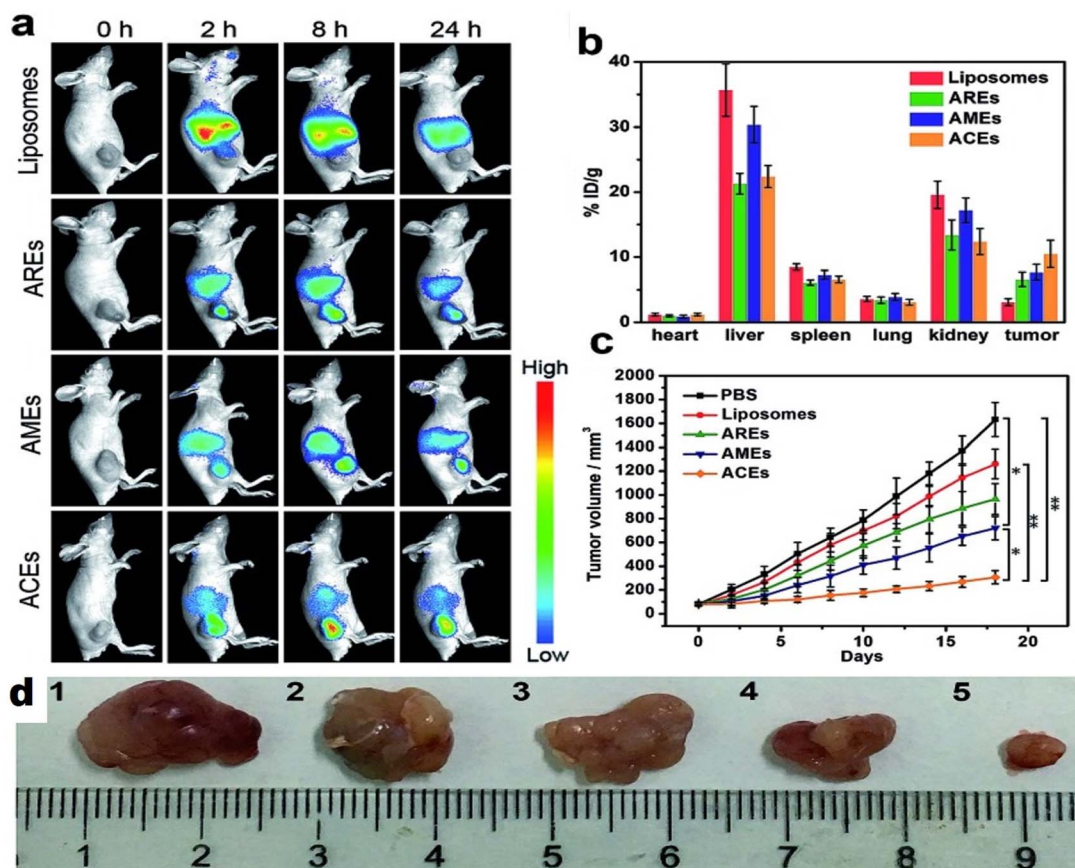 a
0 h 2 h 8 h 24 h
Liposomes
AREs
AMEs
ACEs
High
Low
b
% ID/g
40
30
20
10
0
Liposomes
AREs
AMEs
ACEs
heart liver spleen lung kidney tumor
c
Tumor volume / mm³
2000
1800
1600
1400
1200
1000
800
600
400
300
200
0
PBS
Liposomes
AREs
AMEs
ACEs
*
**
**
*
0 5 10 15 20
Days
d
1 2 3 4 5
1 2 3 4 5 6 7 8 9